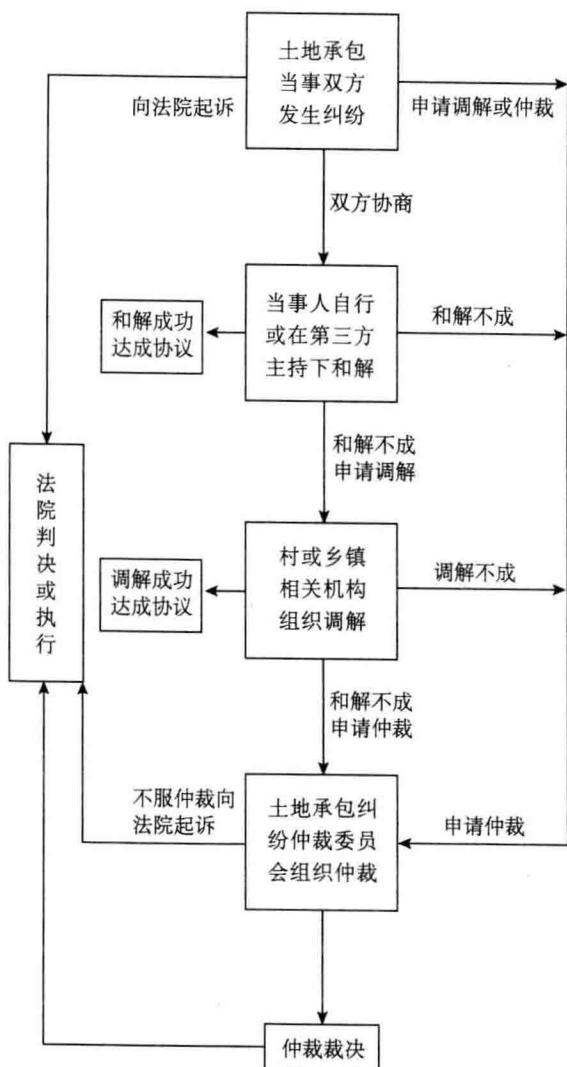 土地承包
当事双方
发生纠纷
向法院起诉
申请调解或仲裁
双方协商
当事人自行
或在第三方
主持下和解
和解成功
达成协议
和解不成
和解不成
申请调解
法
院
判
决
或
执
行
村或乡镇
相关机构
组织调解
调解成功
达成协议
调解不成
和解不成
申请仲裁
土地承包纠
纷仲裁委员
会组织仲裁
不服仲裁向
法院起诉
申请仲裁
仲裁裁决